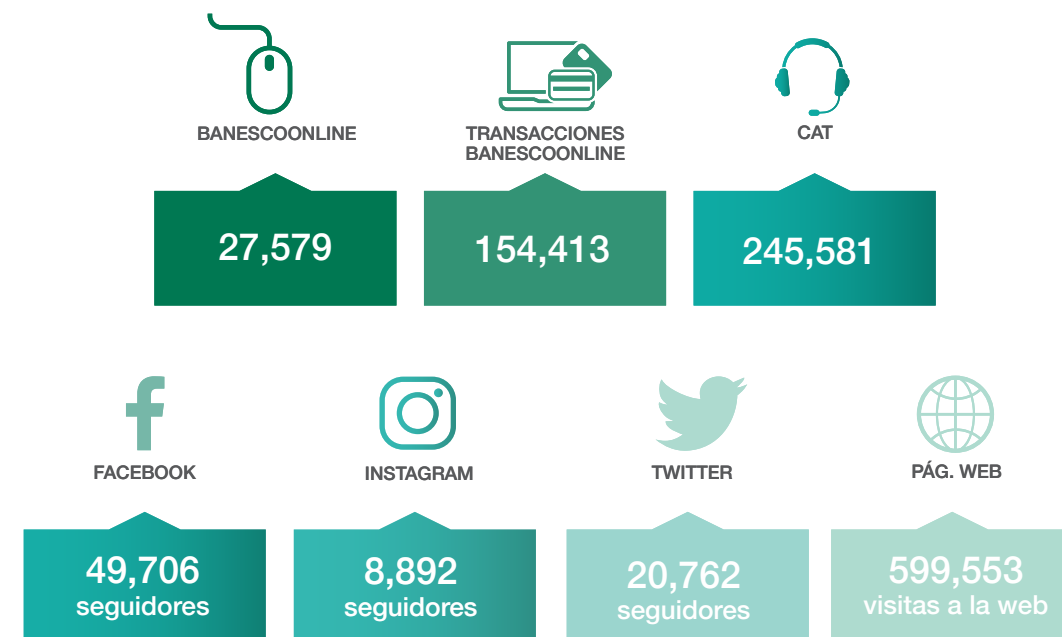 BANESCOONLINE
TRANSACCIONES
BANESCOONLINE
CAT
27,579
154,413
245,581
FACEBOOK
INSTAGRAM
TWITTER
PÁG. WEB
49,706
seguidores
8,892
seguidores
20,762
seguidores
599,553
visitas a la web